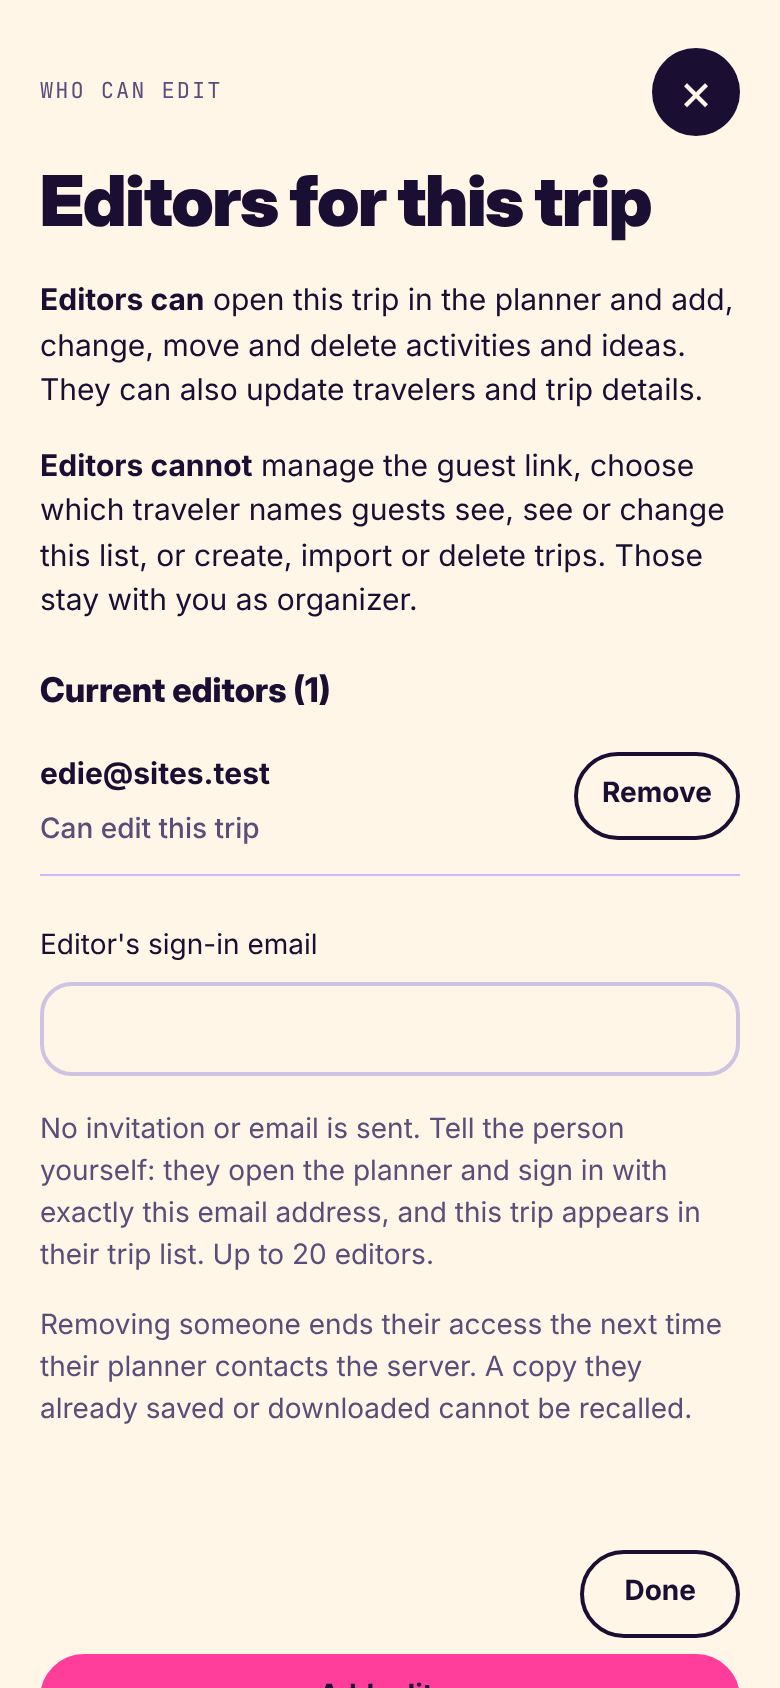 WHO CAN EDIT
×
Editors for this trip
Editors can open this trip in the planner and add,
change, move and delete activities and ideas.
They can also update travelers and trip details.
Editors cannot manage the guest link, choose
which traveler names guests see, see or change
this list, or create, import or delete trips. Those
stay with you as organizer.
Current editors (1)
edie@sites.test
Can edit this trip
Remove
Editor's sign-in email
No invitation or email is sent. Tell the person
yourself: they open the planner and sign in with
exactly this email address, and this trip appears in
their trip list. Up to 20 editors.
Removing someone ends their access the next time
their planner contacts the server. A copy they
already saved or downloaded cannot be recalled.
Done